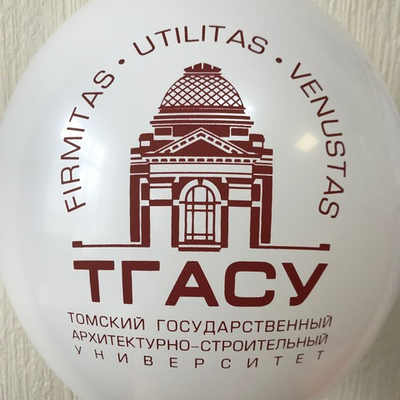 FIRMITAS · UTILITAS · VENUSTAS
ТГАСУ
ТОМСКИЙ ГОСУДАРСТВЕННЫЙ
АРХИТЕКТУРНО-СТРОИТЕЛЬНЫЙ
УНИВЕРСИТЕТ